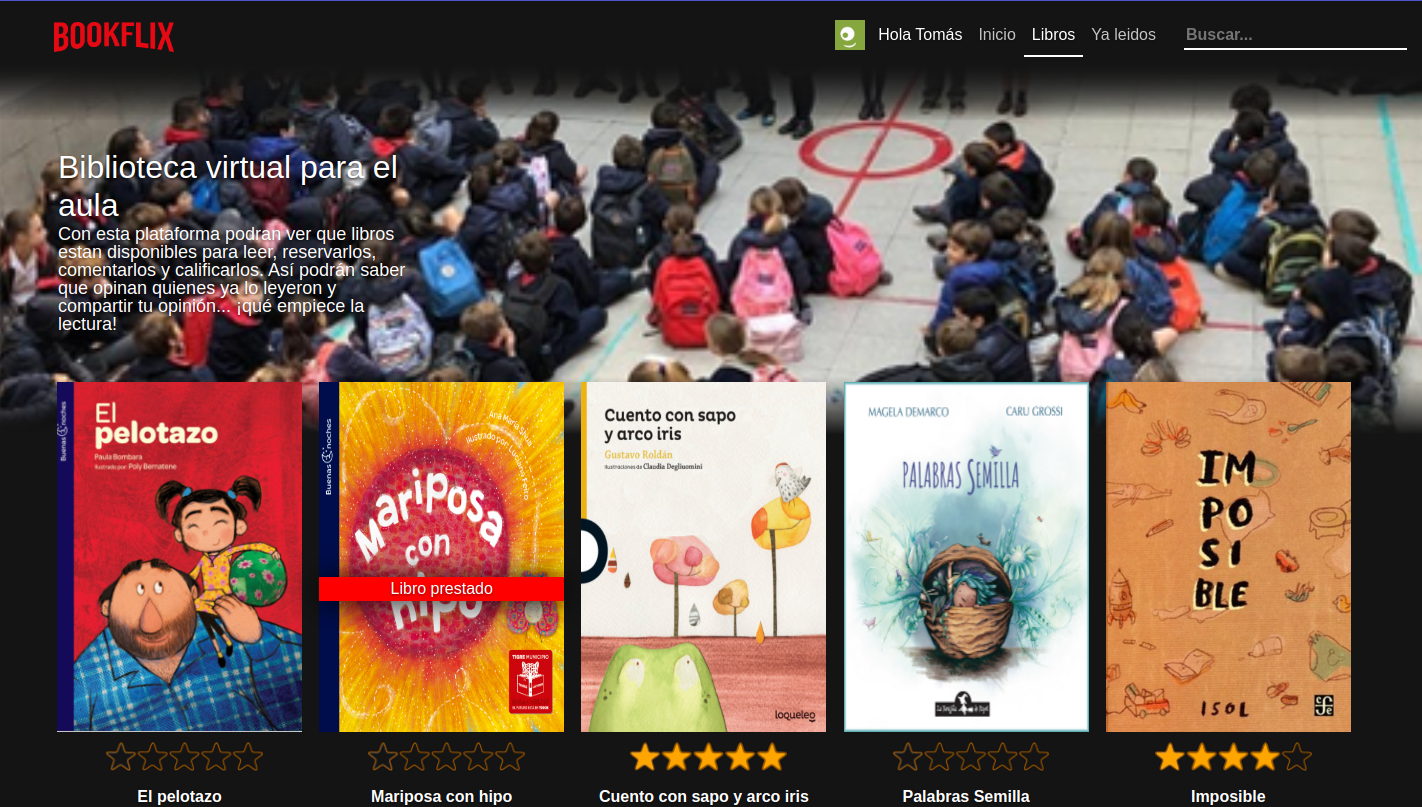 BOOKFLIX
Hola Tomás
Inicio
Libros
Ya leidos
Buscar...
Biblioteca virtual para el
aula
Con esta plataforma podran ver que libros
estan disponibles para leer, reservarlos,
comentarlos y calificarlos. Así podrán saber
que opinan quienes ya lo leyeron y
compartir tu opinión... ¡qué empiece la
lectura!
Buenas noches
El
pelotazo
Paula Bombara
Ilustrado por: Poly Bernatene
Buenas noches
Ana María Shua
Ilustrado por: Luciana Feito
Mariposa
con
hipo
Libro prestado
TIGRE MUNICIPIO
Cuento con sapo
y arco iris
Gustavo Roldán
Ilustraciones de Claudia Degliuomini
loqueleo
MAGELA DEMARCO
CARU GROSSI
PALABRAS SEMILLA
IM
PO
SI
BLE
ISOL
El pelotazo
Mariposa con hipo
Cuento con sapo y arco iris
Palabras Semilla
Imposible